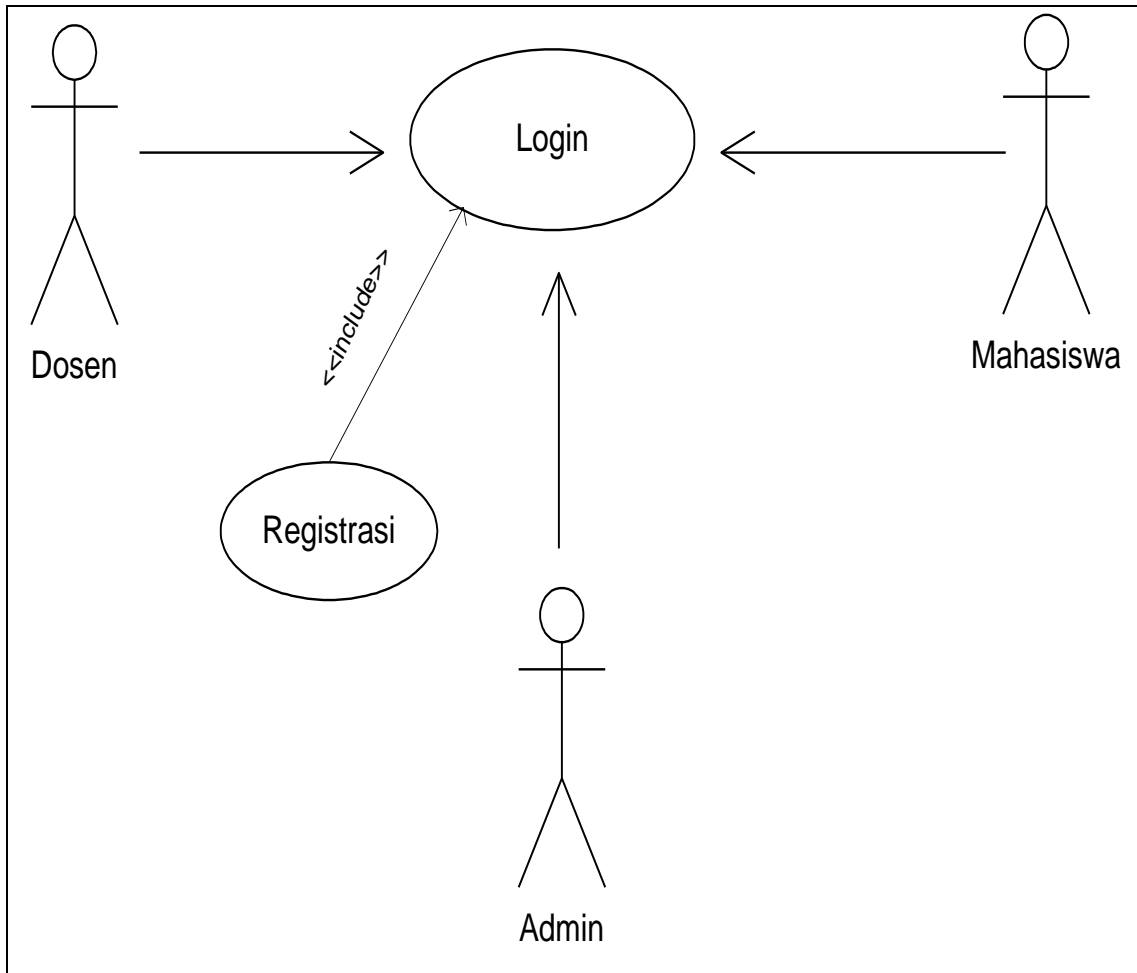 Login
Dosen
Mahasiswa
<<include>>
Registrasi
Admin